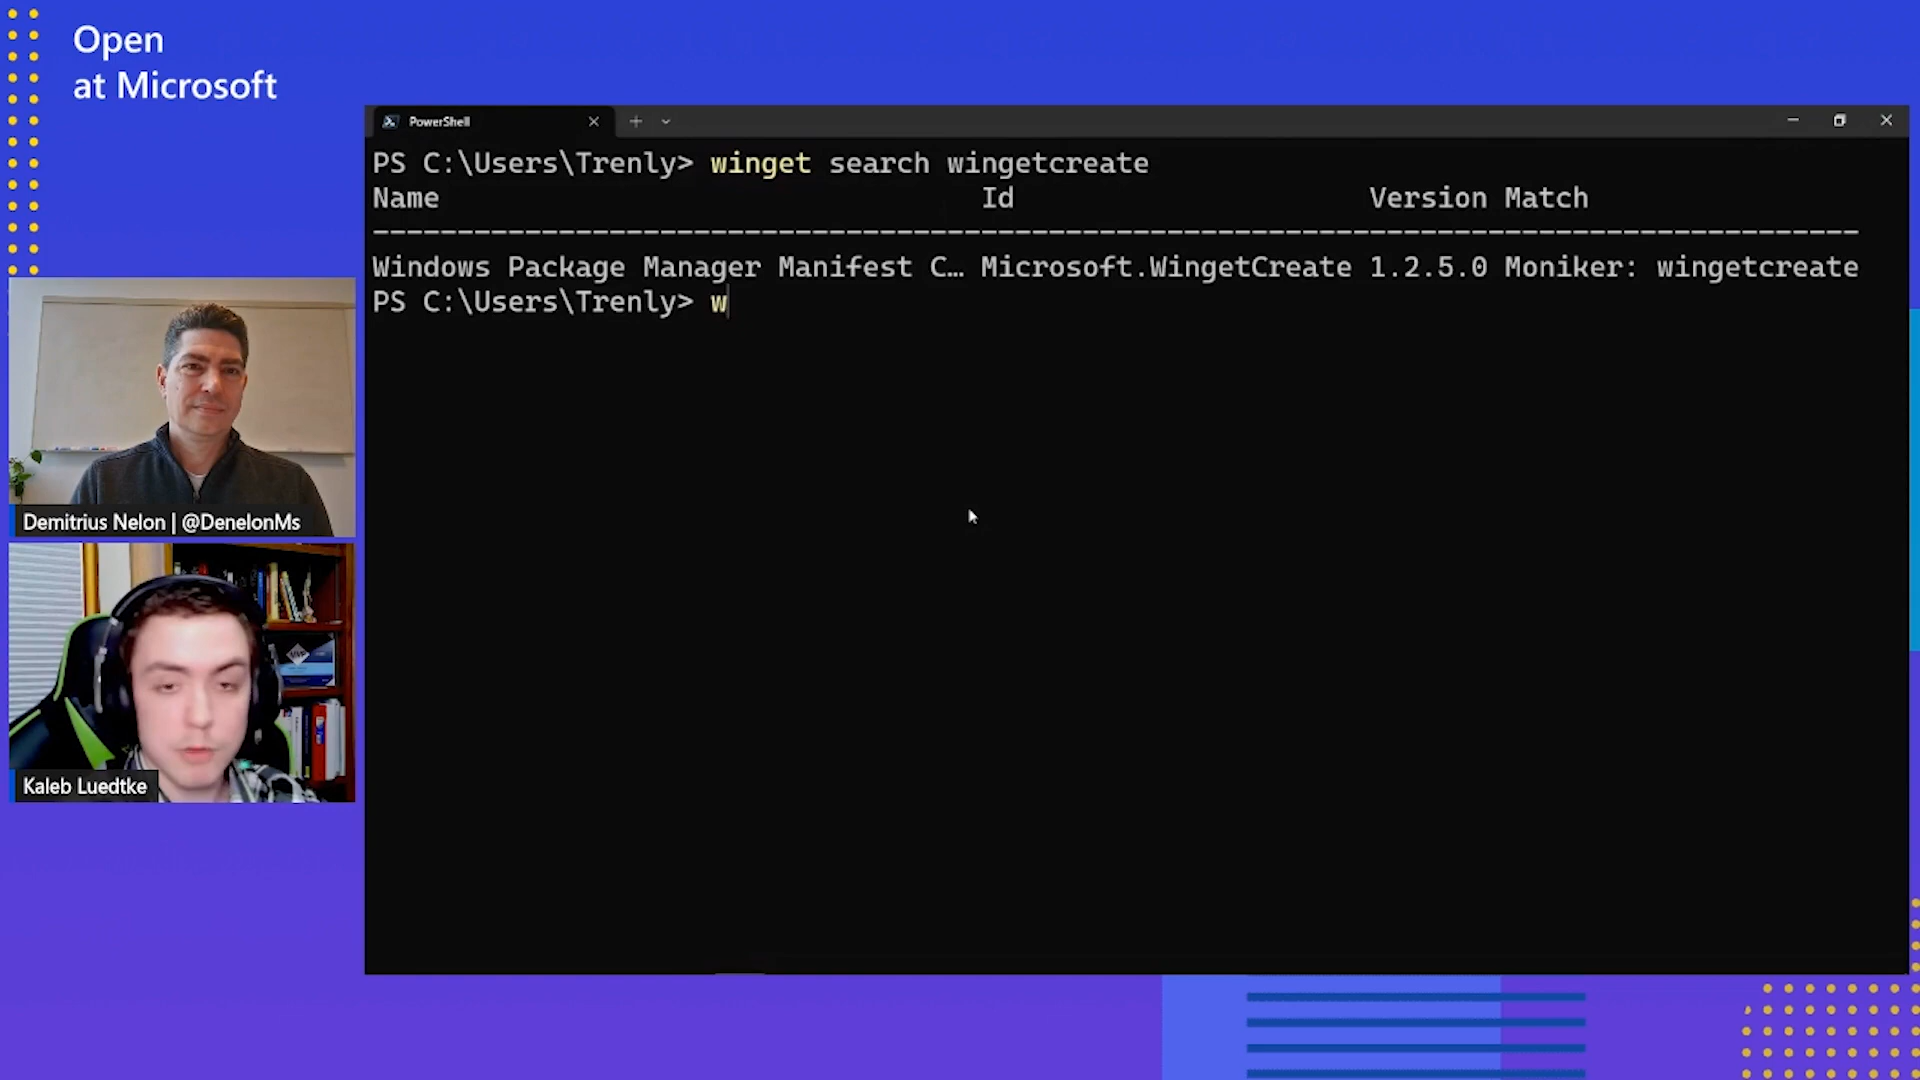 Open
at Microsoft
PowerShell
PS C:\Users\Trenly> winget search wingetcreate
Name Id Version Match
----------------------------------------------------------------------------------------
Windows Package Manager Manifest C… Microsoft.WingetCreate 1.2.5.0 Moniker: wingetcreate
PS C:\Users\Trenly> w
Demitrius Nelon | @DenelonMs
Kaleb Luedtke